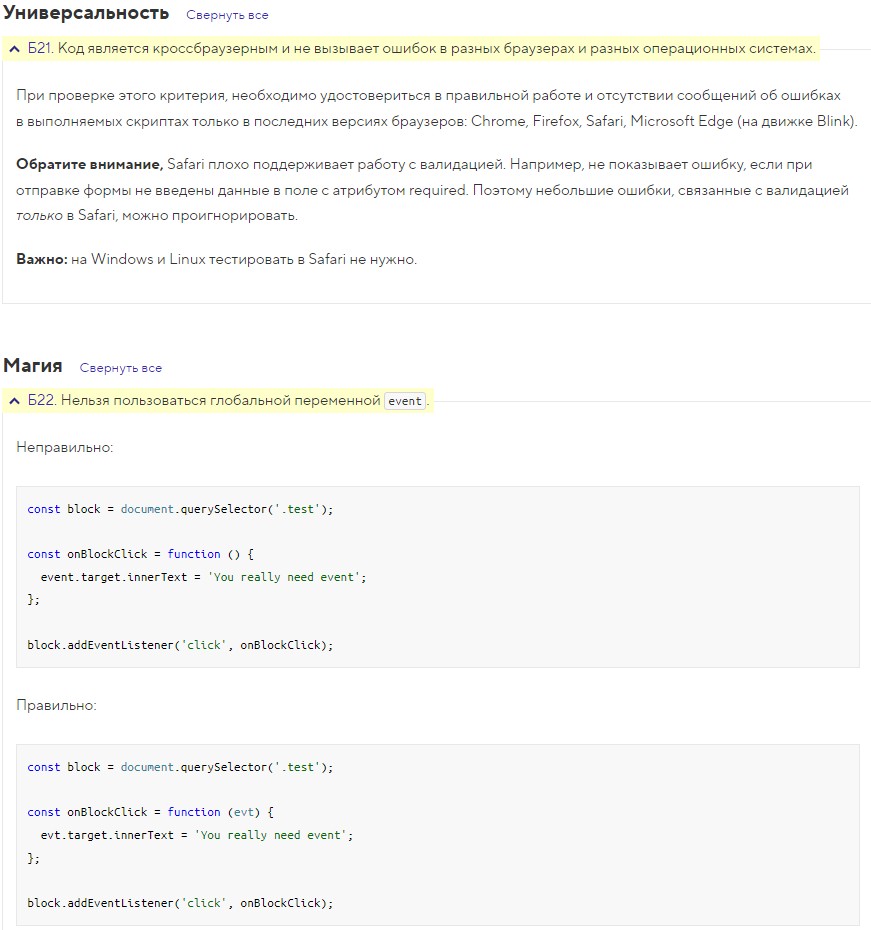 Универсальность Свернуть все
Б21. Код является кроссбраузерным и не вызывает ошибок в разных браузерах и разных операционных системах.
При проверке этого критерия, необходимо удостовериться в правильной работе и отсутствии сообщений об ошибках
в выполняемых скриптах только в последних версиях браузеров: Chrome, Firefox, Safari, Microsoft Edge (на движке Blink).
Обратите внимание, Safari плохо поддерживает работу с валидацией. Например, не показывает ошибку, если при
отправке формы не введены данные в поле с атрибутом required. Поэтому небольшие ошибки, связанные с валидацией
только в Safari, можно проигнорировать.
Важно: на Windows и Linux тестировать в Safari не нужно.
Магия Свернуть все
Б22. Нельзя пользоваться глобальной переменной event.
Неправильно:
const block = document.querySelector('.test');
const onBlockClick = function () {
  event.target.innerText = 'You really need event';
};
block.addEventListener('click', onBlockClick);
Правильно:
const block = document.querySelector('.test');
const onBlockClick = function (evt) {
  evt.target.innerText = 'You really need event';
};
block.addEventListener('click', onBlockClick);